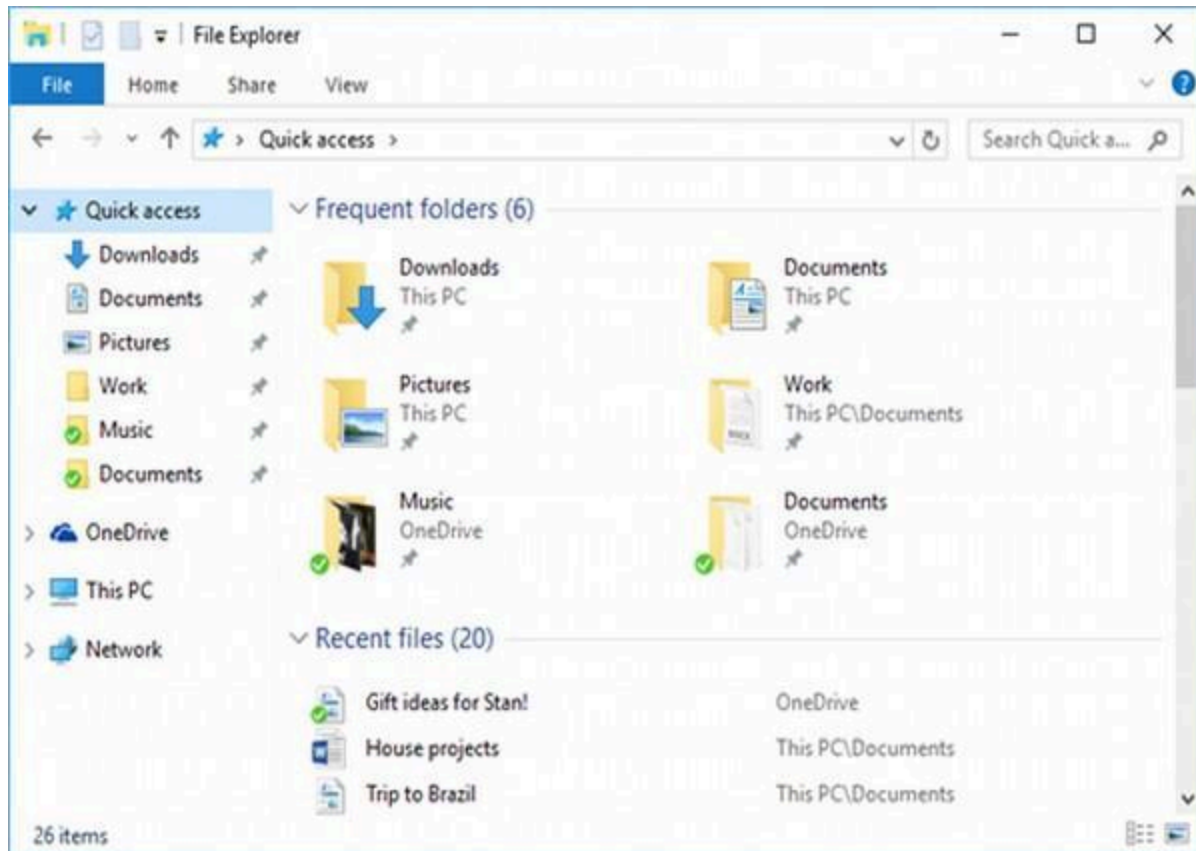 File Explorer
File Home Share View
Quick access
Search Quick a...
Quick access
Downloads
Documents
Pictures
Work
Music
Documents
OneDrive
This PC
Network
Frequent folders (6)
Downloads
This PC
Documents
This PC
Pictures
This PC
Work
This PC\Documents
Music
OneDrive
Documents
OneDrive
Recent files (20)
Gift ideas for Stan! OneDrive
House projects This PC\Documents
Trip to Brazil This PC\Documents
26 items